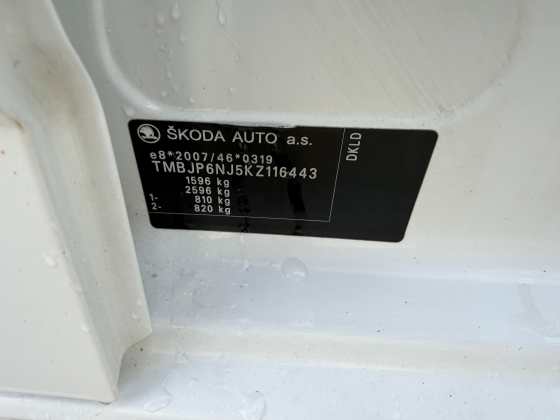 ŠKODA AUTO a.s.
e8*2007/46*0319
TMBJP6NJ5KZ116443
1596 kg
2596 kg
1- 810 kg
2- 820 kg
DKLD